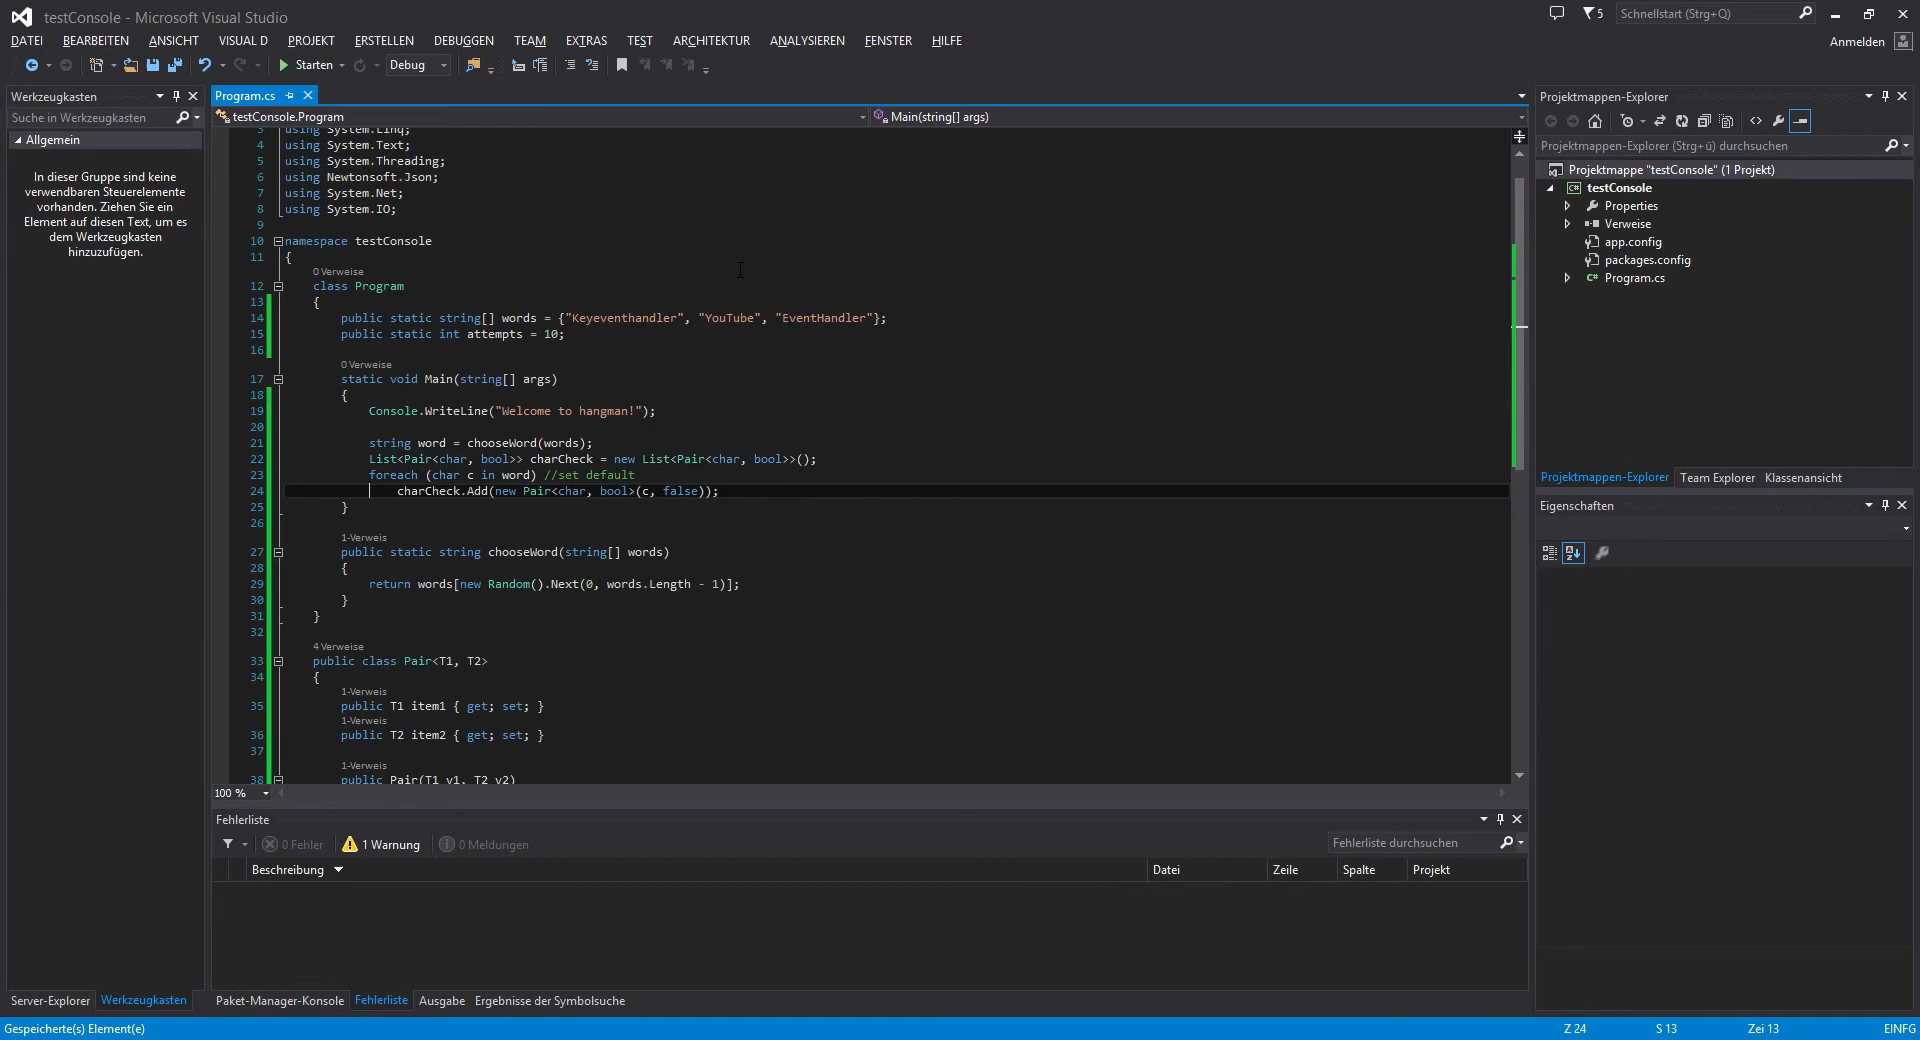 testConsole - Microsoft Visual Studio
5
Schnellstart (Strg+Q)
DATEI BEARBEITEN ANSICHT VISUAL D PROJEKT ERSTELLEN DEBUGGEN TEAM EXTRAS TEST ARCHITEKTUR ANALYSIEREN FENSTER HILFE
Anmelden
Starten
Debug
Werkzeugkasten
Suche in Werkzeugkasten
Allgemein
In dieser Gruppe sind keine
verwendbaren Steuerelemente
vorhanden. Ziehen Sie ein
Element auf diesen Text, um es
dem Werkzeugkasten
hinzuzufügen.
Program.cs
testConsole.Program
Main(string[] args)
3 using System.Linq;
4 using System.Text;
5 using System.Threading;
6 using Newtonsoft.Json;
7 using System.Net;
8 using System.IO;
9
10 namespace testConsole
11 {
0 Verweise
12 class Program
13 {
14 public static string[] words = {"Keyeventhandler", "YouTube", "EventHandler"};
15 public static int attempts = 10;
16
0 Verweise
17 static void Main(string[] args)
18 {
19 Console.WriteLine("Welcome to hangman!");
20
21 string word = chooseWord(words);
22 List<Pair<char, bool>> charCheck = new List<Pair<char, bool>>();
23 foreach (char c in word) //set default
24 charCheck.Add(new Pair<char, bool>(c, false));
25 }
26
1-Verweis
27 public static string chooseWord(string[] words)
28 {
29 return words[new Random().Next(0, words.Length - 1)];
30 }
31 }
32
4 Verweise
33 public class Pair<T1, T2>
34 {
1-Verweis
35 public T1 item1 { get; set; }
1-Verweis
36 public T2 item2 { get; set; }
37
1-Verweis
38 public Pair(T1 v1, T2 v2)
100 %
Fehlerliste
0 Fehler
1 Warnung
0 Meldungen
Fehlerliste durchsuchen
Beschreibung Datei Zeile Spalte Projekt
Server-Explorer Werkzeugkasten
Paket-Manager-Konsole Fehlerliste Ausgabe Ergebnisse der Symbolsuche
Projektmappen-Explorer
Projektmappen-Explorer (Strg+ü) durchsuchen
Projektmappe "testConsole" (1 Projekt)
C# testConsole
Properties
Verweise
app.config
packages.config
C# Program.cs
Projektmappen-Explorer Team Explorer Klassenansicht
Eigenschaften
Gespeicherte(s) Element(e)
Z 24 S 13 Zei 13 EINFG